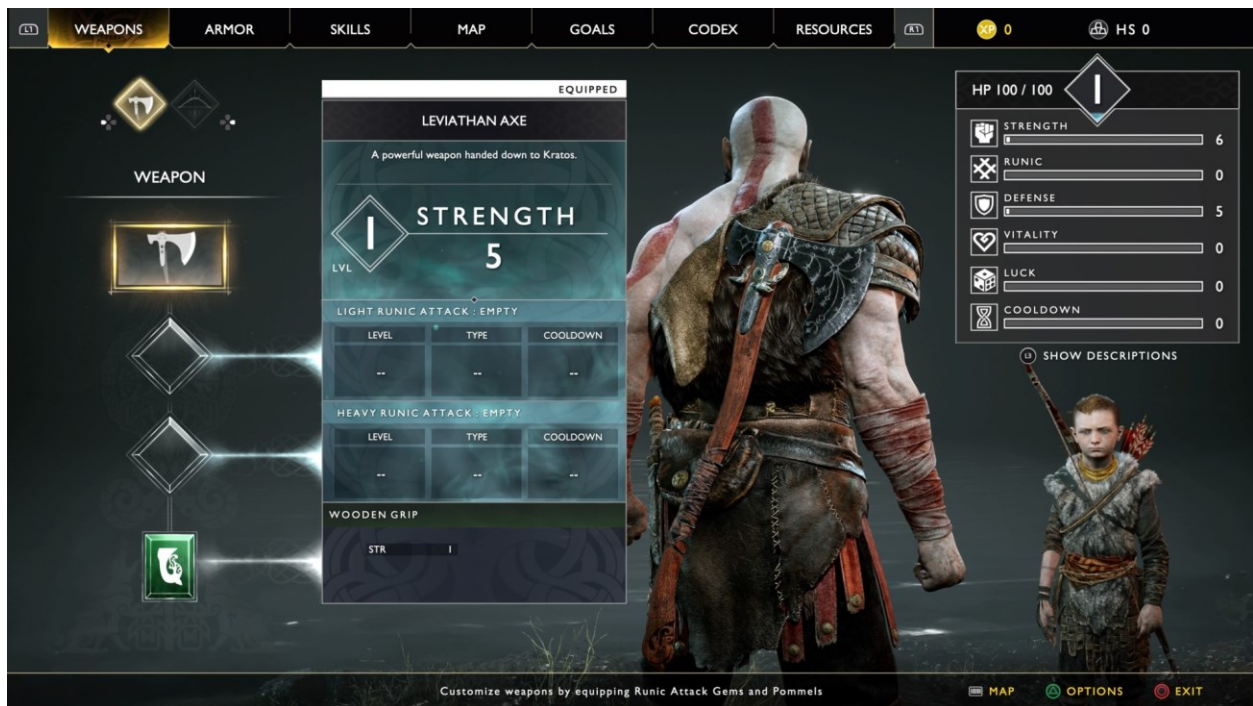 L1 WEAPONS ARMOR SKILLS MAP GOALS CODEX RESOURCES R1 XP 0 HS 0
EQUIPPED
LEVIATHAN AXE
A powerful weapon handed down to Kratos.
WEAPON
I
LVL
STRENGTH
5
LIGHT RUNIC ATTACK : EMPTY
LEVEL TYPE COOLDOWN
-- -- --
HEAVY RUNIC ATTACK : EMPTY
LEVEL TYPE COOLDOWN
-- -- --
WOODEN GRIP
STR I
HP 100 / 100 I
STRENGTH 6
RUNIC 0
DEFENSE 5
VITALITY 0
LUCK 0
COOLDOWN 0
L3 SHOW DESCRIPTIONS
Customize weapons by equipping Runic Attack Gems and Pommels
MAP OPTIONS EXIT